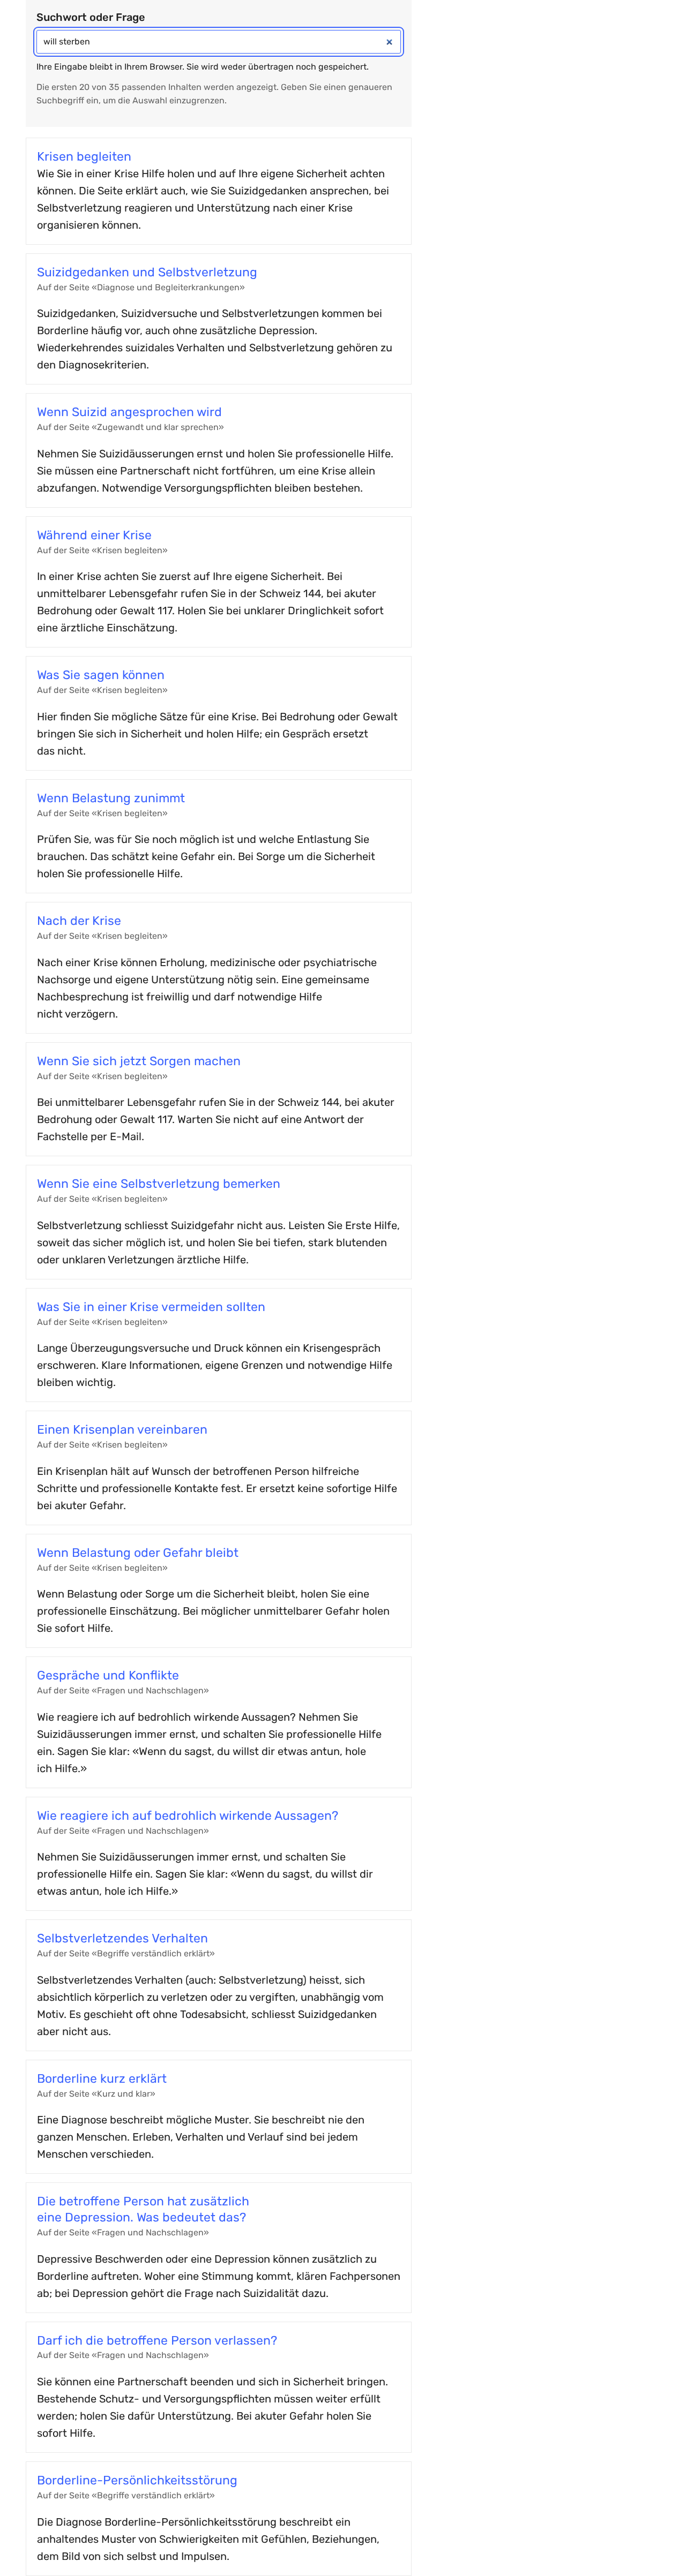 Suchwort oder Frage
will sterben
×
Ihre Eingabe bleibt in Ihrem Browser. Sie wird weder übertragen noch gespeichert.
Die ersten 20 von 35 passenden Inhalten werden angezeigt. Geben Sie einen genaueren
Suchbegriff ein, um die Auswahl einzugrenzen.
Krisen begleiten
Wie Sie in einer Krise Hilfe holen und auf Ihre eigene Sicherheit achten
können. Die Seite erklärt auch, wie Sie Suizidgedanken ansprechen, bei
Selbstverletzung reagieren und Unterstützung nach einer Krise
organisieren können.
Suizidgedanken und Selbstverletzung
Auf der Seite «Diagnose und Begleiterkrankungen»
Suizidgedanken, Suizidversuche und Selbstverletzungen kommen bei
Borderline häufig vor, auch ohne zusätzliche Depression.
Wiederkehrendes suizidales Verhalten und Selbstverletzung gehören zu
den Diagnosekriterien.
Wenn Suizid angesprochen wird
Auf der Seite «Zugewandt und klar sprechen»
Nehmen Sie Suizidäusserungen ernst und holen Sie professionelle Hilfe.
Sie müssen eine Partnerschaft nicht fortführen, um eine Krise allein
abzufangen. Notwendige Versorgungspflichten bleiben bestehen.
Während einer Krise
Auf der Seite «Krisen begleiten»
In einer Krise achten Sie zuerst auf Ihre eigene Sicherheit. Bei
unmittelbarer Lebensgefahr rufen Sie in der Schweiz 144, bei akuter
Bedrohung oder Gewalt 117. Holen Sie bei unklarer Dringlichkeit sofort
eine ärztliche Einschätzung.
Was Sie sagen können
Auf der Seite «Krisen begleiten»
Hier finden Sie mögliche Sätze für eine Krise. Bei Bedrohung oder Gewalt
bringen Sie sich in Sicherheit und holen Hilfe; ein Gespräch ersetzt
das nicht.
Wenn Belastung zunimmt
Auf der Seite «Krisen begleiten»
Prüfen Sie, was für Sie noch möglich ist und welche Entlastung Sie
brauchen. Das schätzt keine Gefahr ein. Bei Sorge um die Sicherheit
holen Sie professionelle Hilfe.
Nach der Krise
Auf der Seite «Krisen begleiten»
Nach einer Krise können Erholung, medizinische oder psychiatrische
Nachsorge und eigene Unterstützung nötig sein. Eine gemeinsame
Nachbesprechung ist freiwillig und darf notwendige Hilfe
nicht verzögern.
Wenn Sie sich jetzt Sorgen machen
Auf der Seite «Krisen begleiten»
Bei unmittelbarer Lebensgefahr rufen Sie in der Schweiz 144, bei akuter
Bedrohung oder Gewalt 117. Warten Sie nicht auf eine Antwort der
Fachstelle per E-Mail.
Wenn Sie eine Selbstverletzung bemerken
Auf der Seite «Krisen begleiten»
Selbstverletzung schliesst Suizidgefahr nicht aus. Leisten Sie Erste Hilfe,
soweit das sicher möglich ist, und holen Sie bei tiefen, stark blutenden
oder unklaren Verletzungen ärztliche Hilfe.
Was Sie in einer Krise vermeiden sollten
Auf der Seite «Krisen begleiten»
Lange Überzeugungsversuche und Druck können ein Krisengespräch
erschweren. Klare Informationen, eigene Grenzen und notwendige Hilfe
bleiben wichtig.
Einen Krisenplan vereinbaren
Auf der Seite «Krisen begleiten»
Ein Krisenplan hält auf Wunsch der betroffenen Person hilfreiche
Schritte und professionelle Kontakte fest. Er ersetzt keine sofortige Hilfe
bei akuter Gefahr.
Wenn Belastung oder Gefahr bleibt
Auf der Seite «Krisen begleiten»
Wenn Belastung oder Sorge um die Sicherheit bleibt, holen Sie eine
professionelle Einschätzung. Bei möglicher unmittelbarer Gefahr holen
Sie sofort Hilfe.
Gespräche und Konflikte
Auf der Seite «Fragen und Nachschlagen»
Wie reagiere ich auf bedrohlich wirkende Aussagen? Nehmen Sie
Suizidäusserungen immer ernst, und schalten Sie professionelle Hilfe
ein. Sagen Sie klar: «Wenn du sagst, du willst dir etwas antun, hole
ich Hilfe.»
Wie reagiere ich auf bedrohlich wirkende Aussagen?
Auf der Seite «Fragen und Nachschlagen»
Nehmen Sie Suizidäusserungen immer ernst, und schalten Sie
professionelle Hilfe ein. Sagen Sie klar: «Wenn du sagst, du willst dir
etwas antun, hole ich Hilfe.»
Selbstverletzendes Verhalten
Auf der Seite «Begriffe verständlich erklärt»
Selbstverletzendes Verhalten (auch: Selbstverletzung) heisst, sich
absichtlich körperlich zu verletzen oder zu vergiften, unabhängig vom
Motiv. Es geschieht oft ohne Todesabsicht, schliesst Suizidgedanken
aber nicht aus.
Borderline kurz erklärt
Auf der Seite «Kurz und klar»
Eine Diagnose beschreibt mögliche Muster. Sie beschreibt nie den
ganzen Menschen. Erleben, Verhalten und Verlauf sind bei jedem
Menschen verschieden.
Die betroffene Person hat zusätzlich
eine Depression. Was bedeutet das?
Auf der Seite «Fragen und Nachschlagen»
Depressive Beschwerden oder eine Depression können zusätzlich zu
Borderline auftreten. Woher eine Stimmung kommt, klären Fachpersonen
ab; bei Depression gehört die Frage nach Suizidalität dazu.
Darf ich die betroffene Person verlassen?
Auf der Seite «Fragen und Nachschlagen»
Sie können eine Partnerschaft beenden und sich in Sicherheit bringen.
Bestehende Schutz- und Versorgungspflichten müssen weiter erfüllt
werden; holen Sie dafür Unterstützung. Bei akuter Gefahr holen Sie
sofort Hilfe.
Borderline-Persönlichkeitsstörung
Auf der Seite «Begriffe verständlich erklärt»
Die Diagnose Borderline-Persönlichkeitsstörung beschreibt ein
anhaltendes Muster von Schwierigkeiten mit Gefühlen, Beziehungen,
dem Bild von sich selbst und Impulsen.